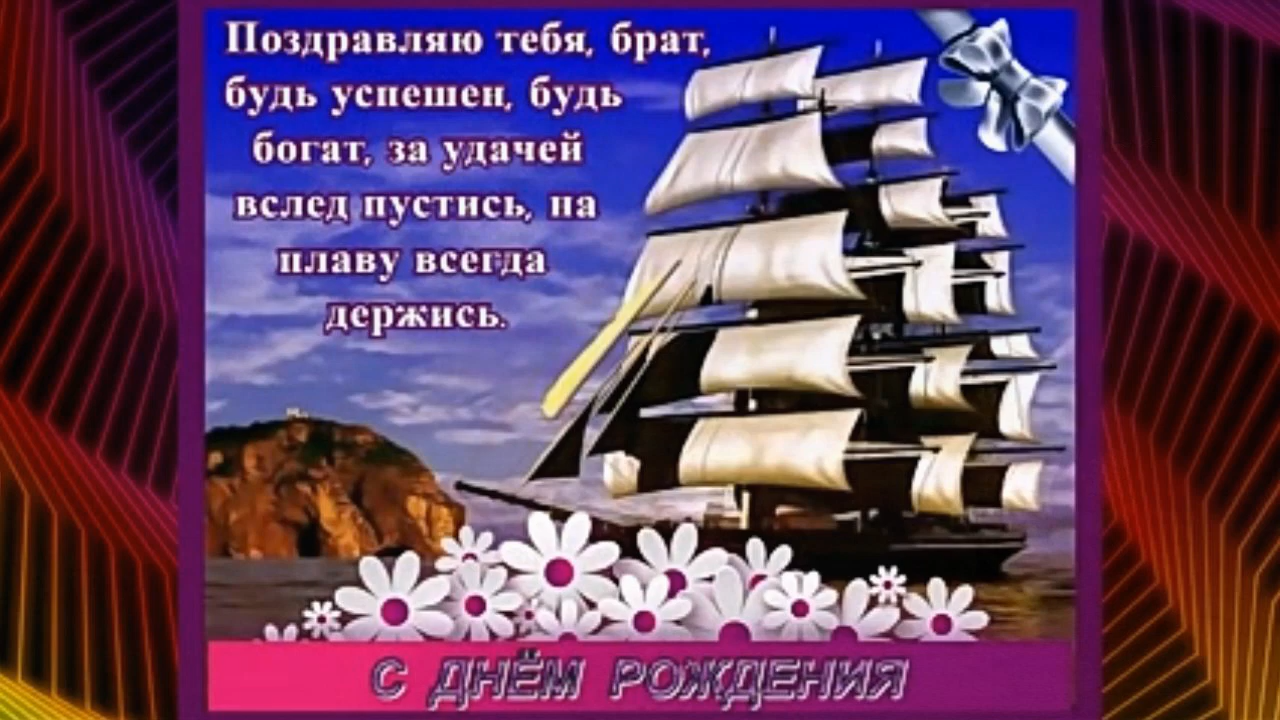 Поздравляю тебя, брат,
будь успешен, будь
богат, за удачей
вслед пустись, на
плаву всегда
держись.
С ДНЁМ РОЖДЕНИЯ